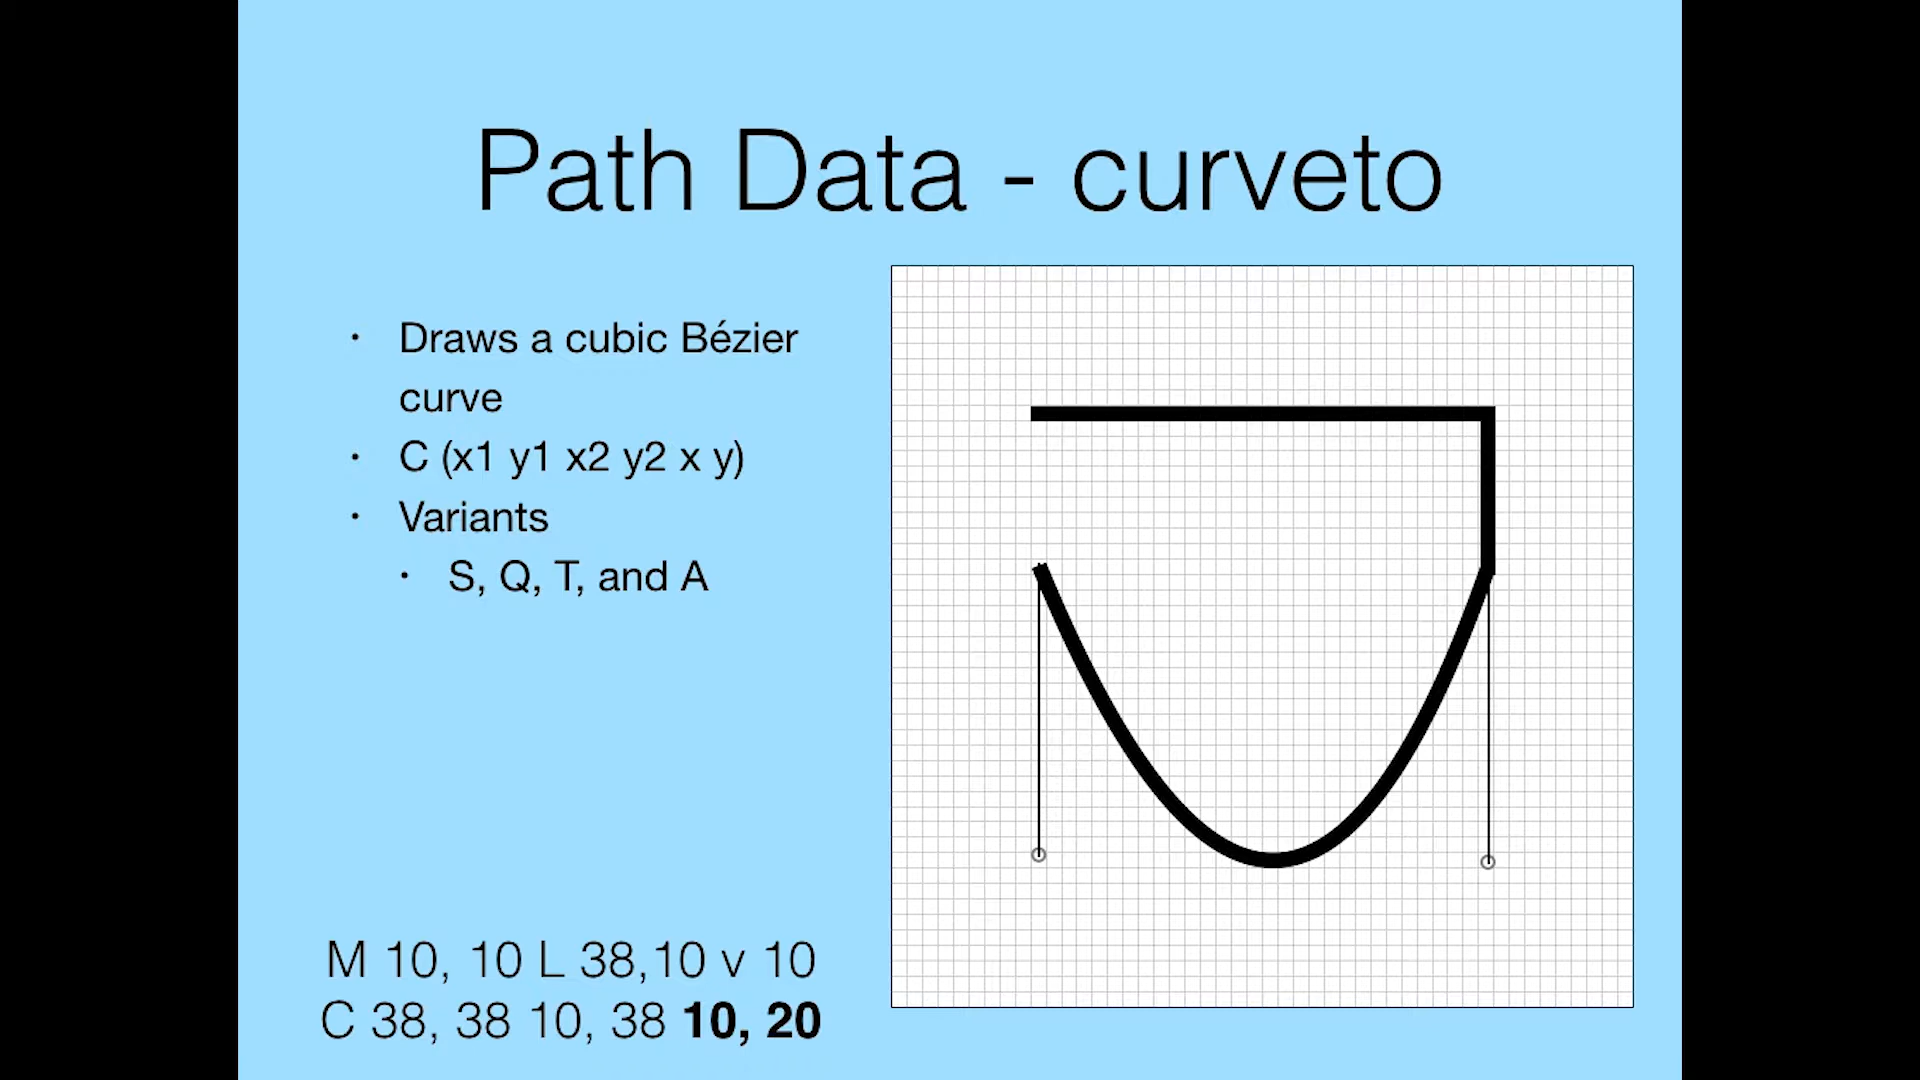 Path Data - curveto
· Draws a cubic Bézier
curve
· C (x1 y1 x2 y2 x y)
· Variants
· S, Q, T, and A
M 10, 10 L 38,10 v 10
C 38, 38 10, 38 10, 20